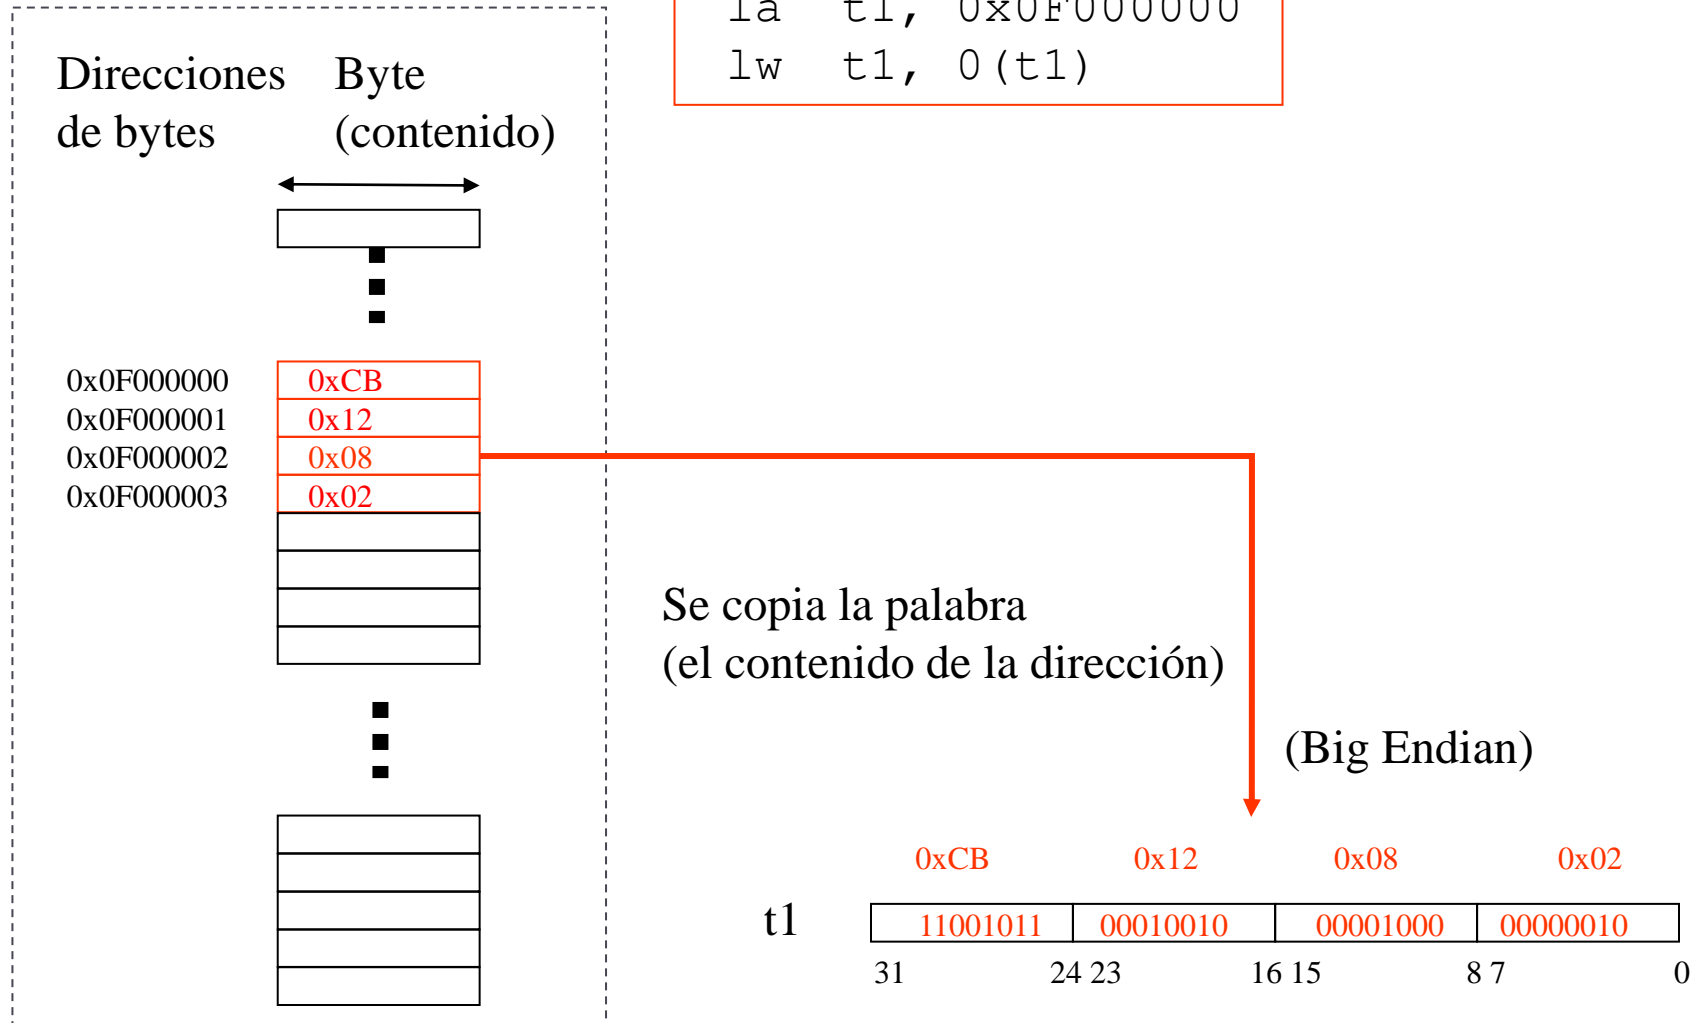 la t1, 0x0F000000
lw t1, 0(t1)
Direcciones Byte
de bytes (contenido)
0x0F000000 0xCB
0x0F000001 0x12
0x0F000002 0x08
0x0F000003 0x02
Se copia la palabra
(el contenido de la dirección)
(Big Endian)
0xCB 0x12 0x08 0x02
t1 11001011 00010010 00001000 00000010
31 24 23 16 15 8 7 0